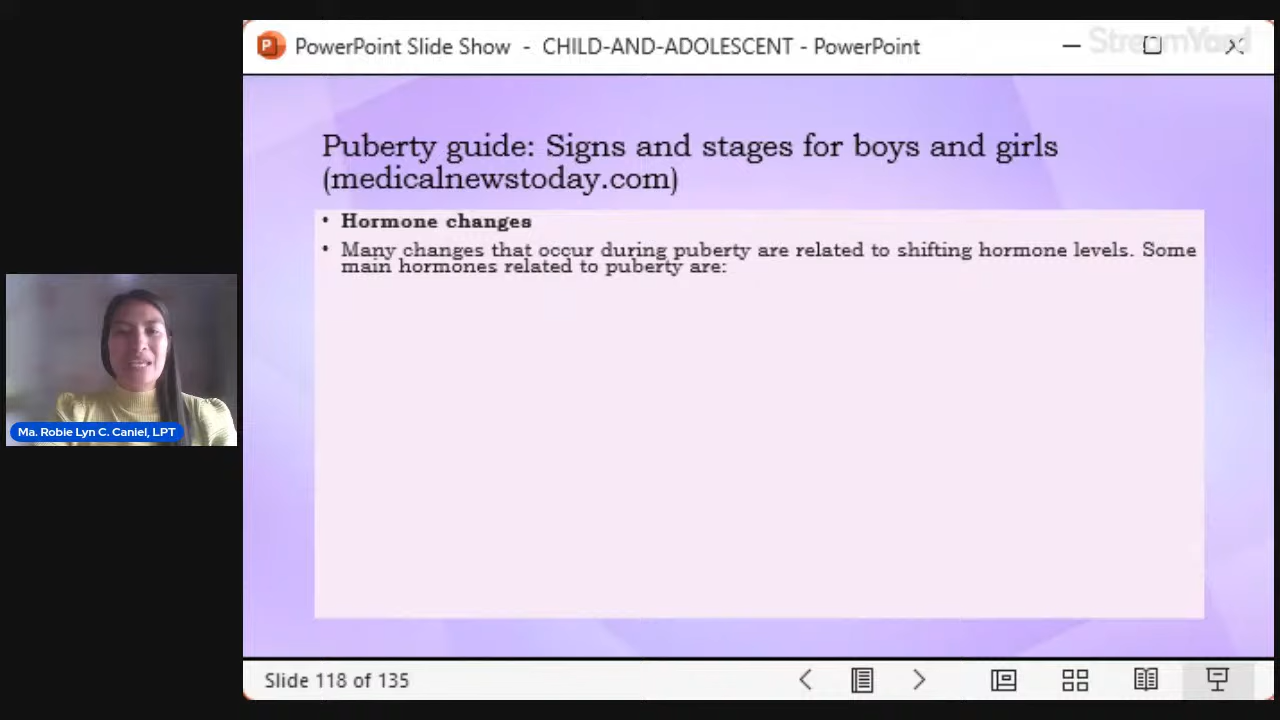 PowerPoint Slide Show - CHILD-AND-ADOLESCENT - PowerPoint
StreamYard
Puberty guide: Signs and stages for boys and girls
(medicalnewstoday.com)
• Hormone changes
• Many changes that occur during puberty are related to shifting hormone levels. Some
main hormones related to puberty are:
Ma. Robie Lyn C. Caniel, LPT
Slide 118 of 135